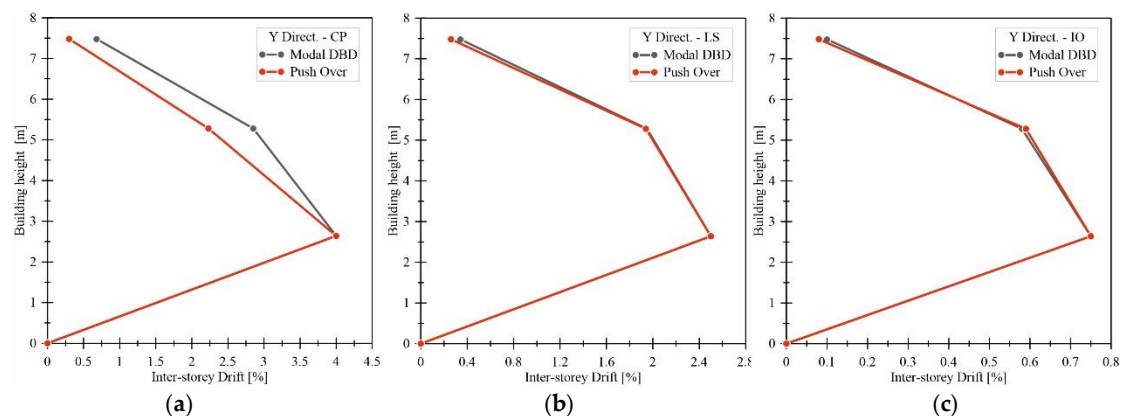 Y Direct. - CP
Modal DBD
Push Over
8
7
6
5
4
3
2
1
0
Building height [m]
0 0.5 1 1.5 2 2.5 3 3.5 4 4.5
Inter-storey Drift [%]
(a)
Y Direct. - LS
Modal DBD
Push Over
8
7
6
5
4
3
2
1
0
Building height [m]
0 0.4 0.8 1.2 1.6 2 2.4 2.8
Inter-storey Drift [%]
(b)
Y Direct. - IO
Modal DBD
Push Over
8
7
6
5
4
3
2
1
0
Building height [m]
0 0.1 0.2 0.3 0.4 0.5 0.6 0.7 0.8
Inter-storey Drift [%]
(c)